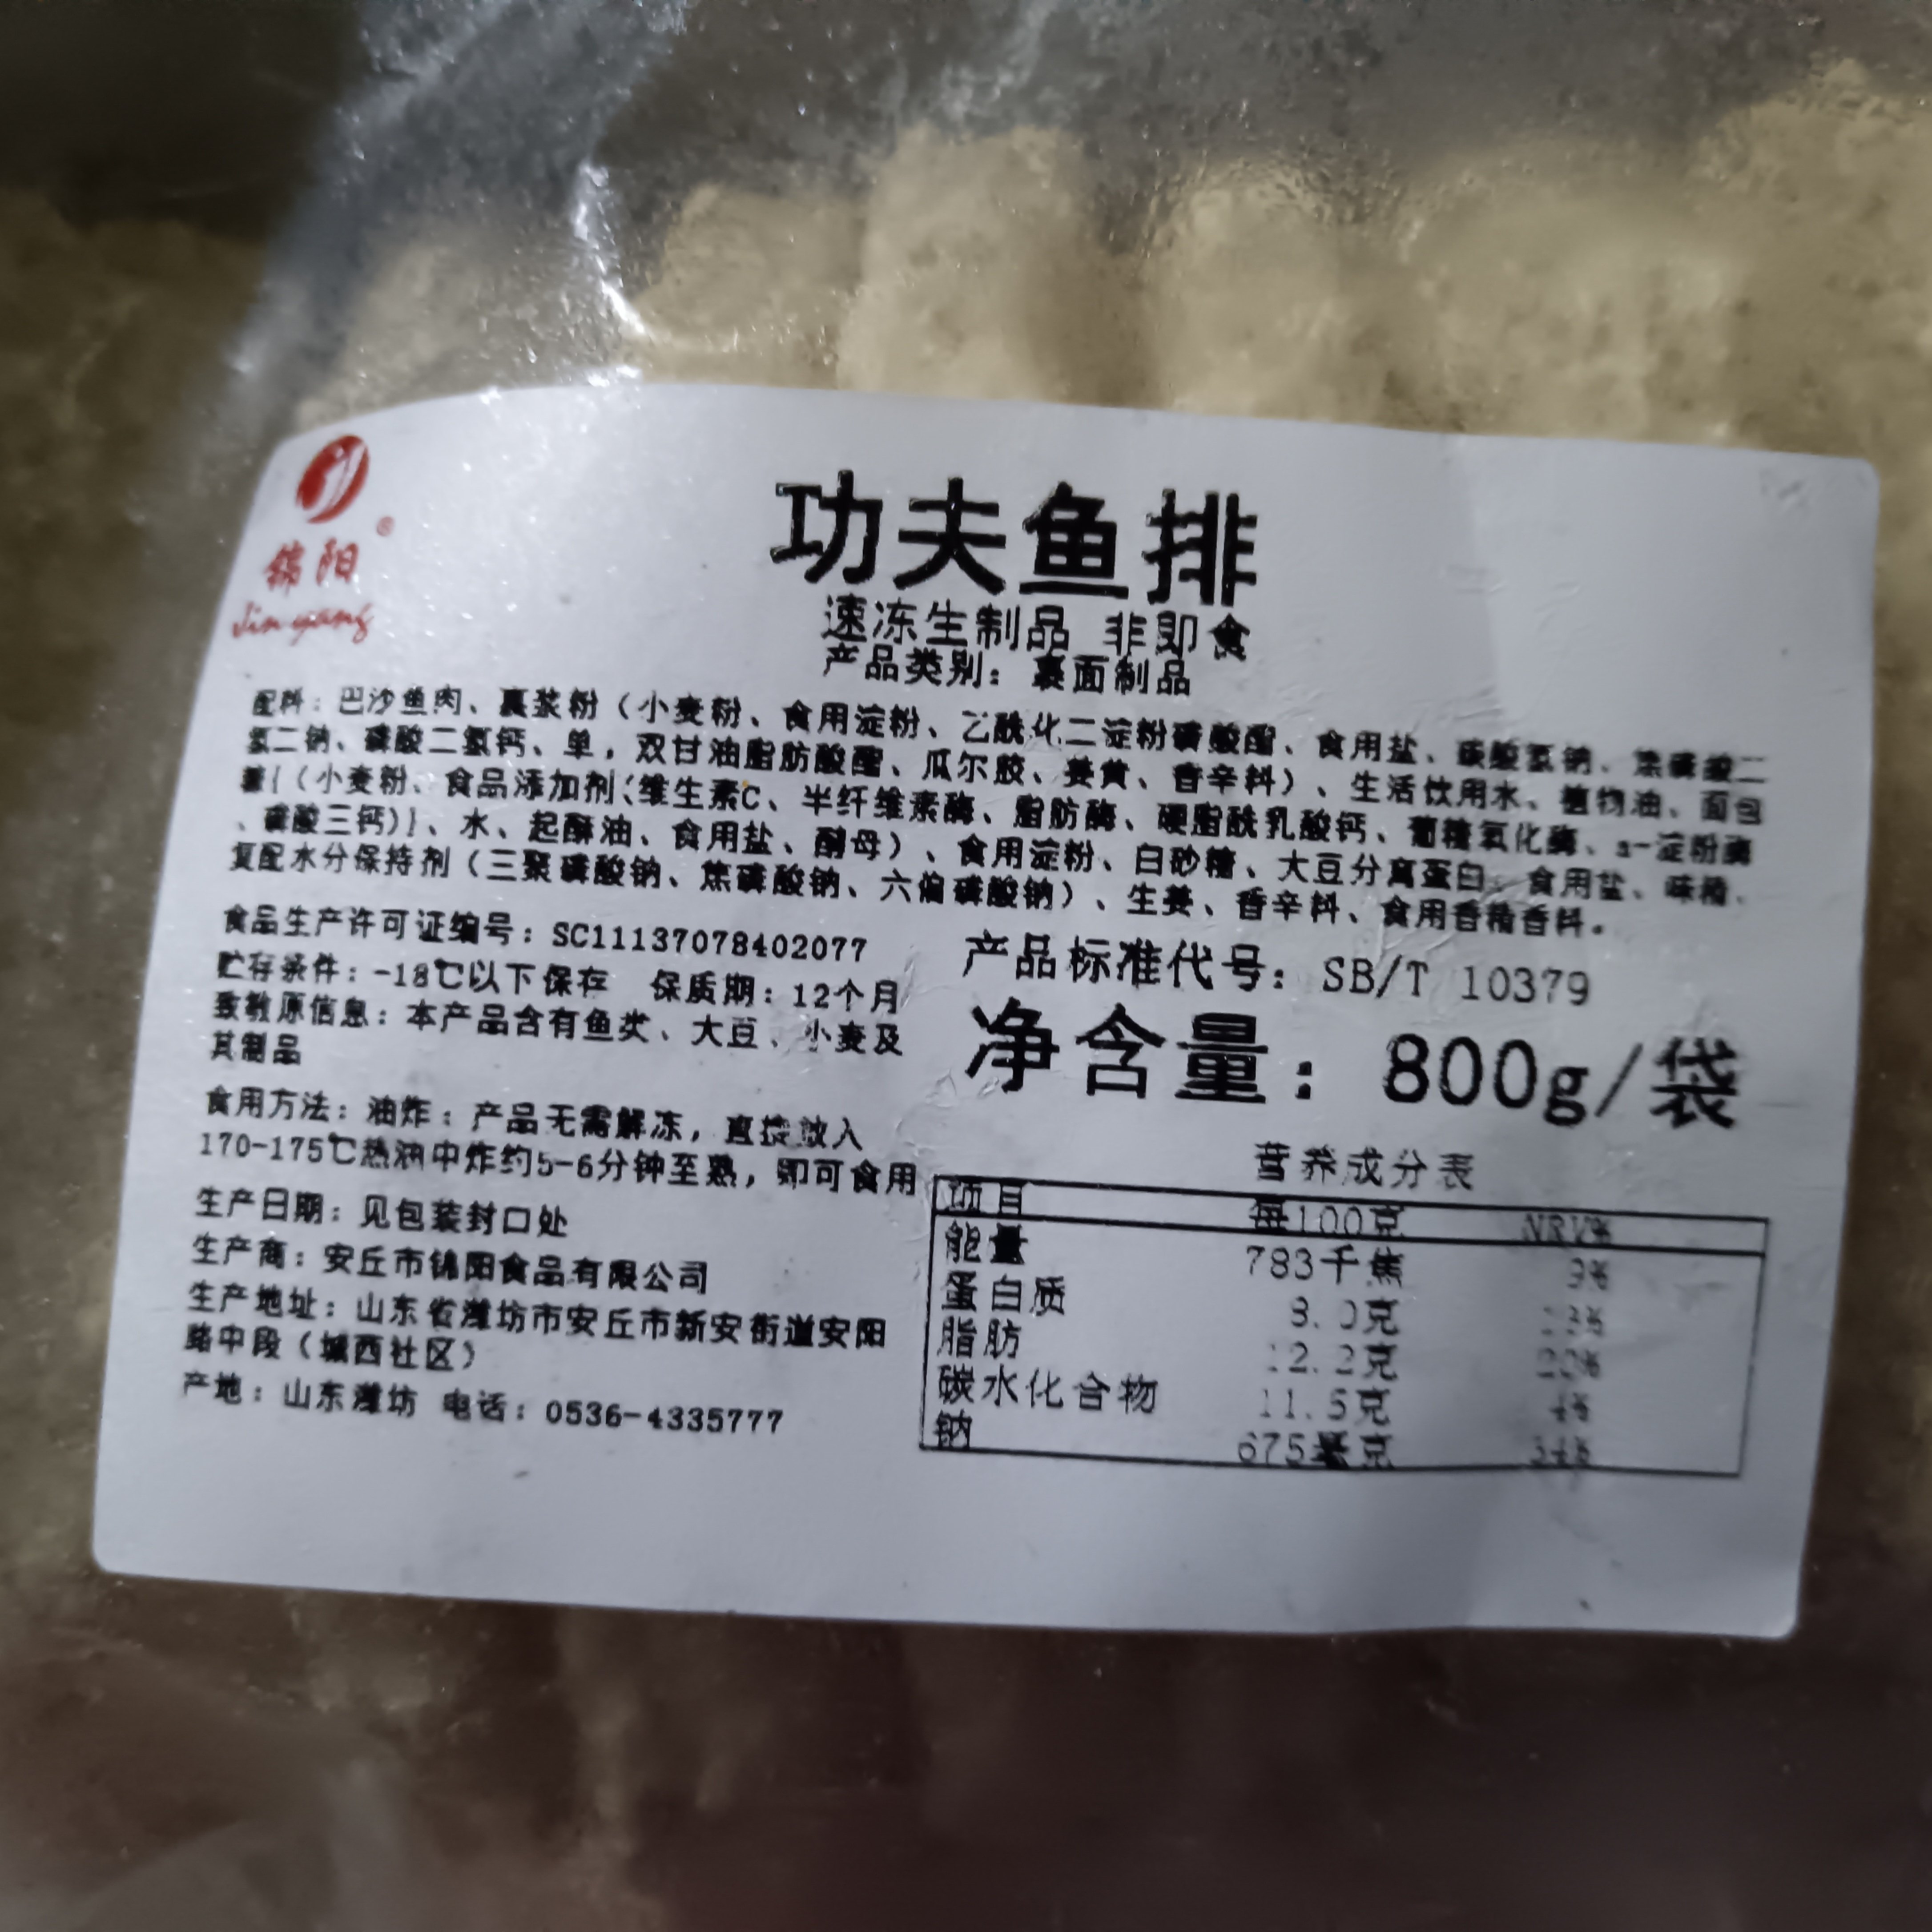 锦阳®
Jinyang
功夫鱼排
速冻生制品 非即食
产品类别：裹面制品
配料：巴沙鱼肉、裹浆粉（小麦粉、食用淀粉、乙酰化二淀粉磷酸酯、食用盐、碳酸氢钠、焦磷酸二
氢二钠、磷酸二氢钙、单，双甘油脂肪酸酯、瓜尔胶、姜黄、香辛料）、生活饮用水、植物油、面包
糠{（小麦粉、食品添加剂(维生素C、半纤维素酶、脂肪酶、硬脂酰乳酸钙、葡糖氧化酶、a-淀粉酶
、磷酸三钙)}、水、起酥油、食用盐、酵母）、食用淀粉、白砂糖、大豆分离蛋白、食用盐、味精、
复配水分保持剂（三聚磷酸钠、焦磷酸钠、六偏磷酸钠）、生姜、香辛料、食用香精香料。
食品生产许可证编号：SC11137078402077
贮存条件：-18℃以下保存 保质期：12个月
致敏原信息：本产品含有鱼类、大豆、小麦及
其制品
食用方法：油炸：产品无需解冻，直接放入
170-175℃热油中炸约5-6分钟至熟，即可食用
生产日期：见包装封口处
生产商：安丘市锦阳食品有限公司
生产地址：山东省潍坊市安丘市新安街道安阳
路中段（城西社区）
产地：山东潍坊 电话：0536-4335777
产品标准代号：SB/T 10379
净含量：800g/袋
营养成分表
项目 每100克 NRV%
能量 783千焦 9%
蛋白质 8.0克 13%
脂肪 12.2克
碳水化合物 11.5克 4%
钠 675毫克 34%